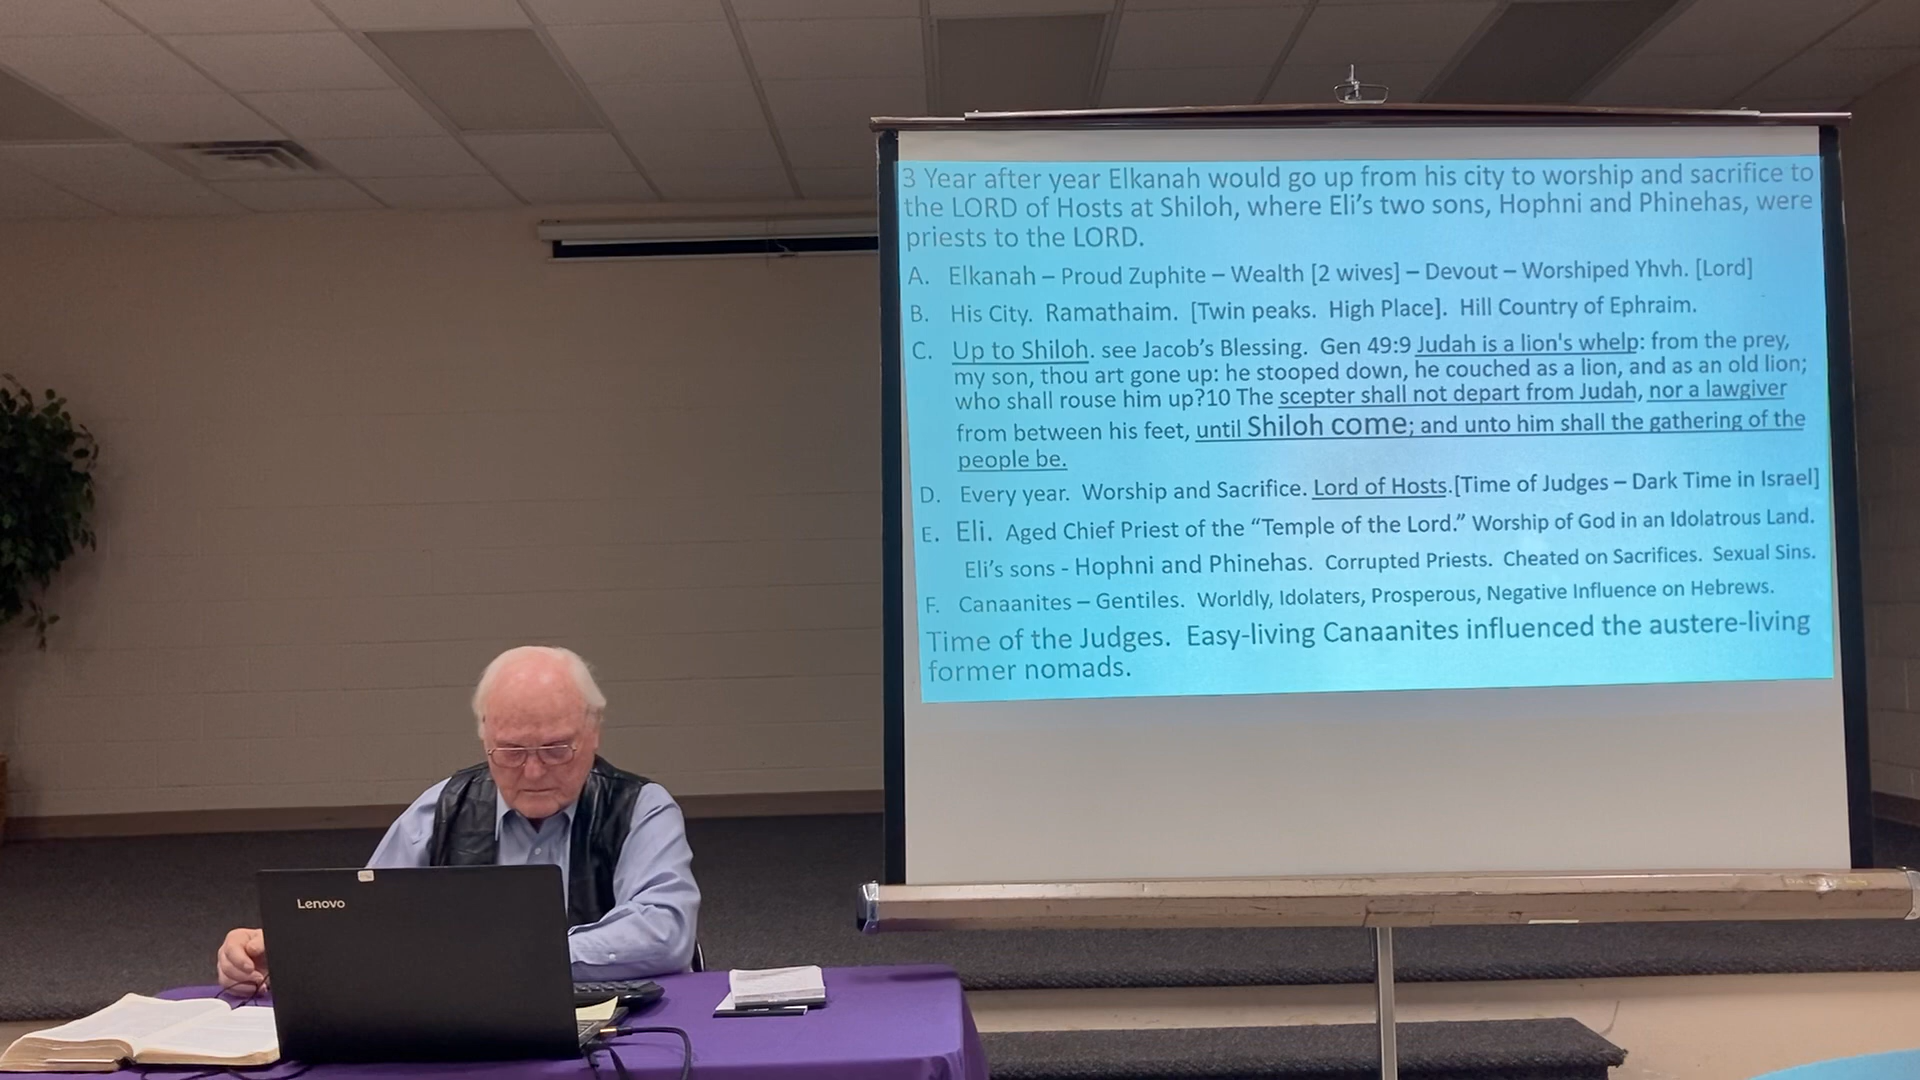 3 Year after year Elkanah would go up from his city to worship and sacrifice to
the LORD of Hosts at Shiloh, where Eli’s two sons, Hophni and Phinehas, were
priests to the LORD.
A. Elkanah – Proud Zuphite – Wealth [2 wives] – Devout – Worshiped Yhvh. [Lord]
B. His City. Ramathaim. [Twin peaks. High Place]. Hill Country of Ephraim.
C. Up to Shiloh. see Jacob’s Blessing. Gen 49:9 Judah is a lion's whelp: from the prey,
my son, thou art gone up: he stooped down, he couched as a lion, and as an old lion;
who shall rouse him up?10 The scepter shall not depart from Judah, nor a lawgiver
from between his feet, until Shiloh come; and unto him shall the gathering of the
people be.
D. Every year. Worship and Sacrifice. Lord of Hosts.[Time of Judges – Dark Time in Israel]
E. Eli. Aged Chief Priest of the “Temple of the Lord.” Worship of God in an Idolatrous Land.
Eli’s sons - Hophni and Phinehas. Corrupted Priests. Cheated on Sacrifices. Sexual Sins.
F. Canaanites – Gentiles. Worldly, Idolaters, Prosperous, Negative Influence on Hebrews.
Time of the Judges. Easy-living Canaanites influenced the austere-living
former nomads.
Lenovo